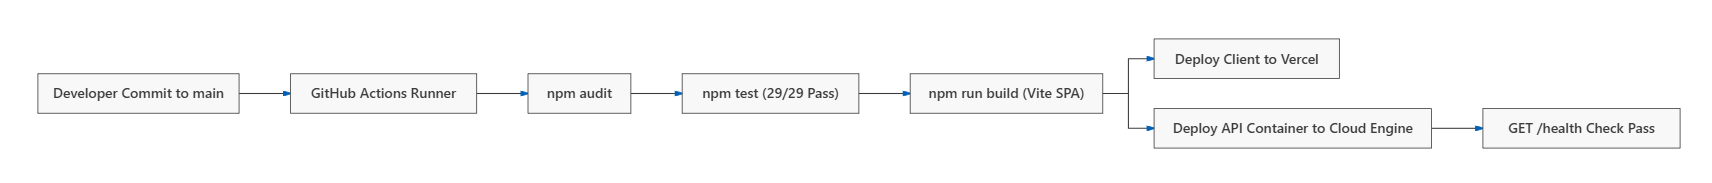 Developer Commit to main
GitHub Actions Runner
npm audit
npm test (29/29 Pass)
npm run build (Vite SPA)
Deploy Client to Vercel
Deploy API Container to Cloud Engine
GET /health Check Pass